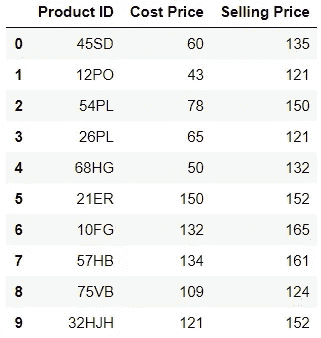 Product ID Cost Price Selling Price
0 45SD 60 135
1 12PO 43 121
2 54PL 78 150
3 26PL 65 121
4 68HG 50 132
5 21ER 150 152
6 10FG 132 165
7 57HB 134 161
8 75VB 109 124
9 32HJH 121 152